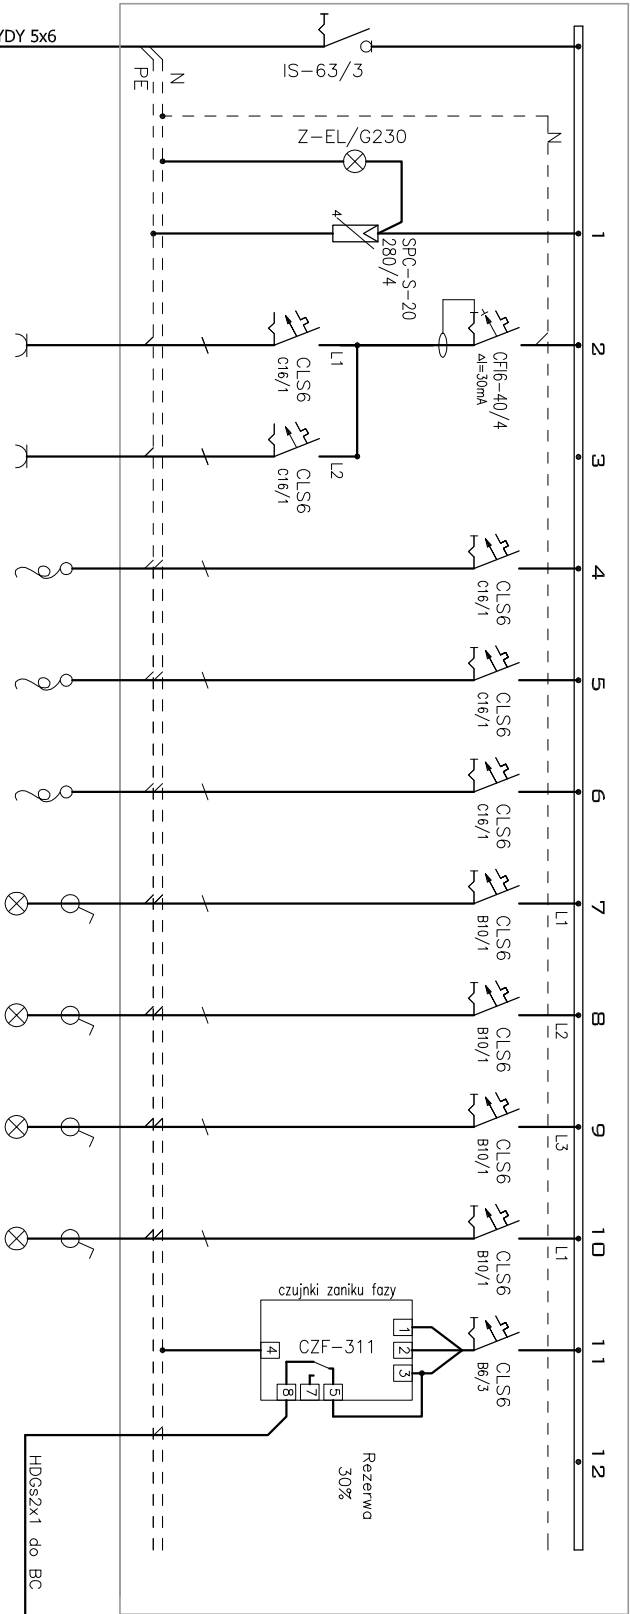 YDY 5x6
IS-63/3
PE
N
Z-EL/G230
N
1
4
SPC-S-20
280/4
2
CFI6-40/4
ΔI=30mA
L1
CLS6
C16/1
3
L2
CLS6
C16/1
4
CLS6
C16/1
5
CLS6
C16/1
6
CLS6
C16/1
7
L1
CLS6
B10/1
8
L2
CLS6
B10/1
9
L3
CLS6
B10/1
10
L1
CLS6
B10/1
11
CLS6
B6/3
czujnki zaniku fazy
CZF-311
1
2
3
4
5
7
8
12
Rezerwa
30%
HDGs2x1 do BC